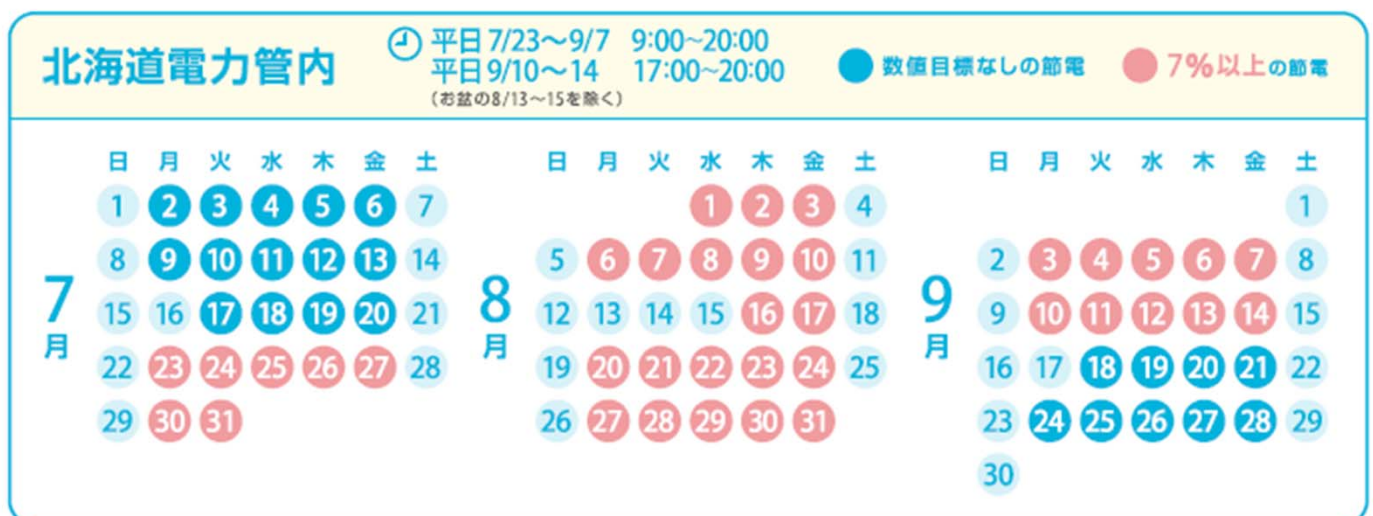 北海道電力管内
平日7/23～9/7 9:00~20:00
平日9/10～14 17:00~20:00
(お盆の8/13～15を除く)
数値目標なしの節電
7%以上の節電
7月
日 月 火 水 木 金 土
1 2 3 4 5 6 7
8 9 10 11 12 13 14
15 16 17 18 19 20 21
22 23 24 25 26 27 28
29 30 31
8月
日 月 火 水 木 金 土
1 2 3 4
5 6 7 8 9 10 11
12 13 14 15 16 17 18
19 20 21 22 23 24 25
26 27 28 29 30 31
9月
日 月 火 水 木 金 土
1
2 3 4 5 6 7 8
9 10 11 12 13 14 15
16 17 18 19 20 21 22
23 24 25 26 27 28 29
30